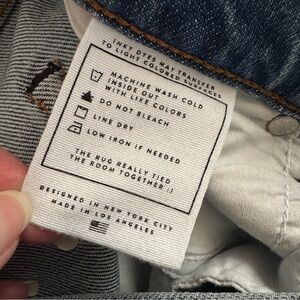 INKY DYES MAY TRANSFER
TO LIGHT COLORED SURFACES
MACHINE WASH COLD
INSIDE OUT
WITH LIKE COLORS
DO NOT BLEACH
LINE DRY
LOW IRON IF NEEDED
THE RUG REALLY TIED
THE ROOM TOGETHER :)
DESIGNED IN NEW YORK CITY
MADE IN LOS ANGELES